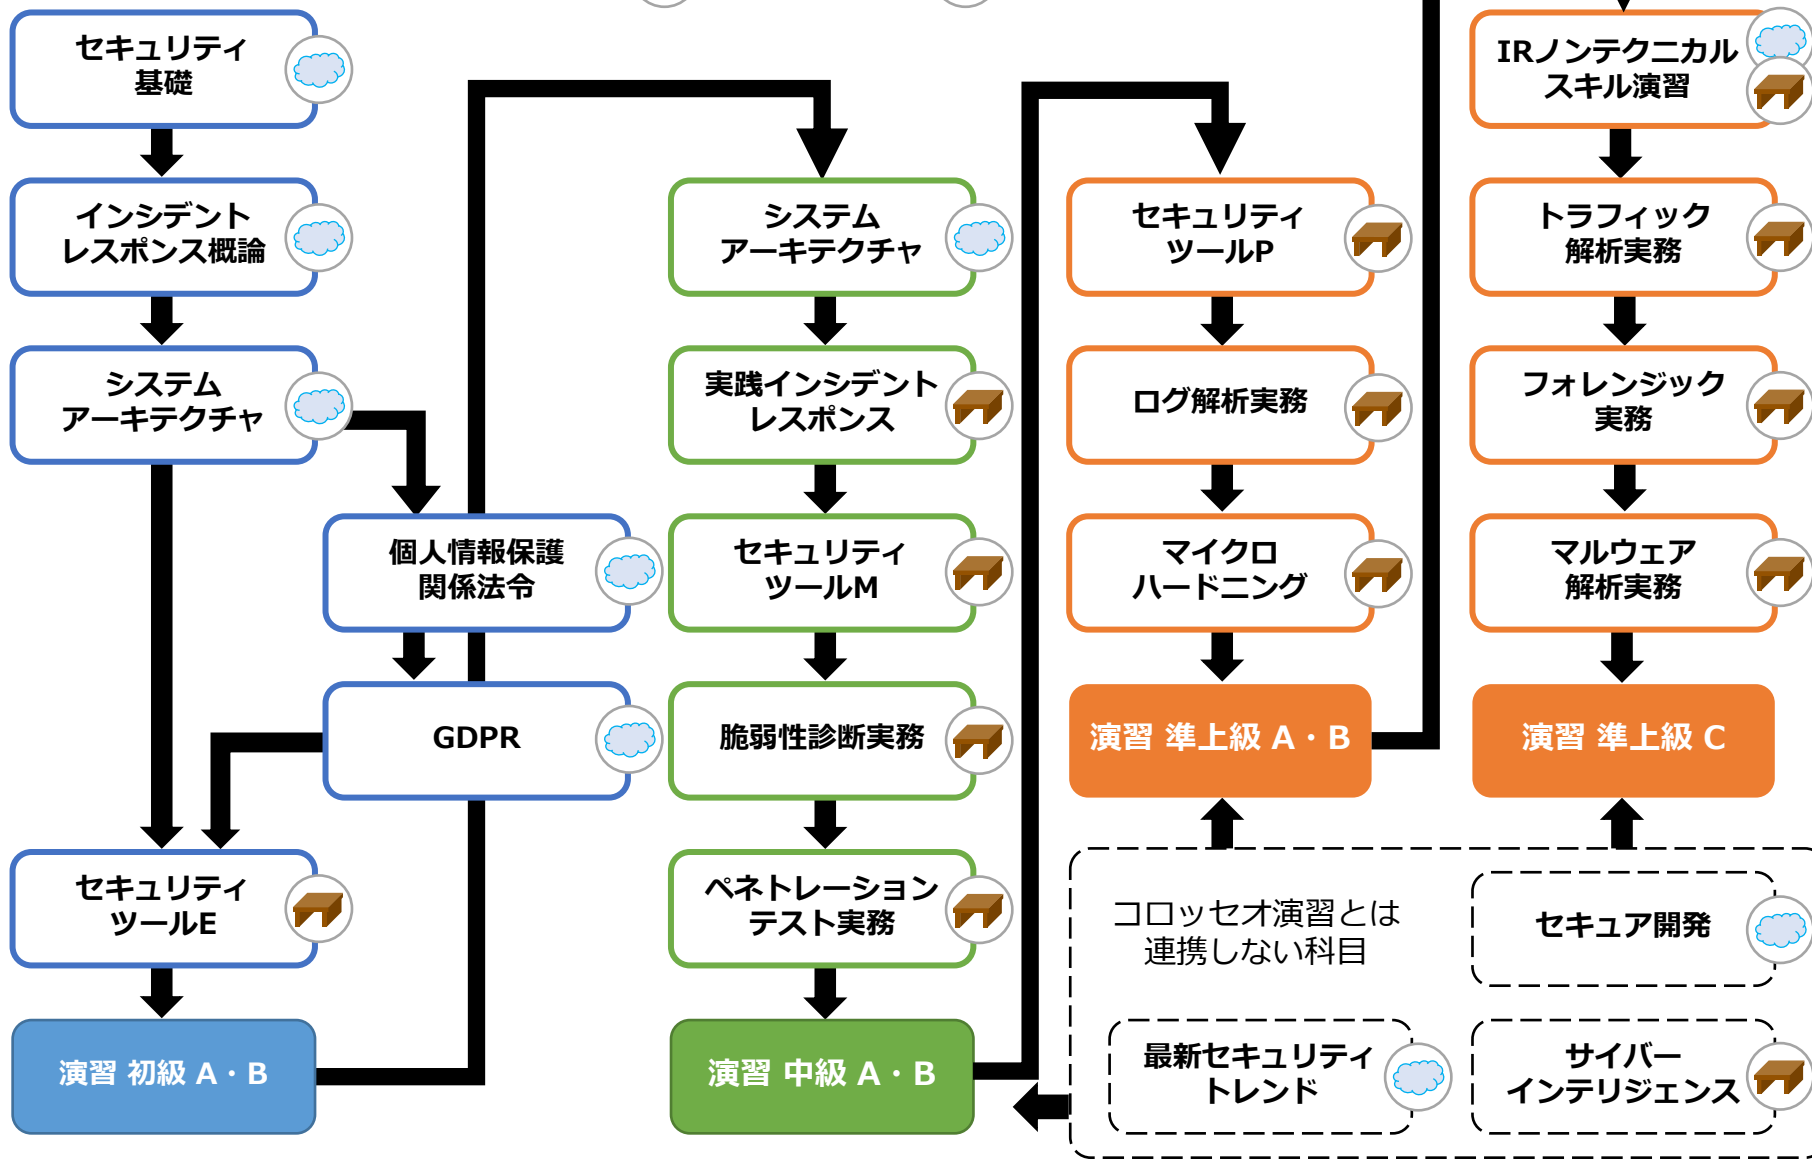 セキュリティ
基礎
インシデント
レスポンス概論
システム
アーキテクチャ
個人情報保護
関係法令
GDPR
セキュリティ
ツールE
演習 初級 A・B
システム
アーキテクチャ
実践インシデント
レスポンス
セキュリティ
ツールM
脆弱性診断実務
ペネトレーション
テスト実務
演習 中級 A・B
セキュリティ
ツールP
ログ解析実務
マイクロ
ハードニング
演習 準上級 A・B
IRノンテクニカル
スキル演習
トラフィック
解析実務
フォレンジック
実務
マルウェア
解析実務
演習 準上級 C
コロッセオ演習とは
連携しない科目
セキュア開発
最新セキュリティ
トレンド
サイバー
インテリジェンス